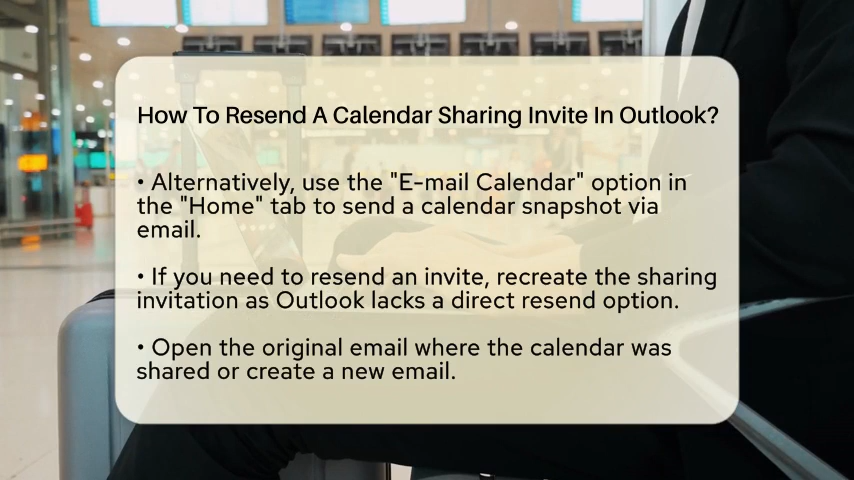 How To Resend A Calendar Sharing Invite In Outlook?
• Alternatively, use the "E-mail Calendar" option in
the "Home" tab to send a calendar snapshot via
email.
• If you need to resend an invite, recreate the sharing
invitation as Outlook lacks a direct resend option.
• Open the original email where the calendar was
shared or create a new email.